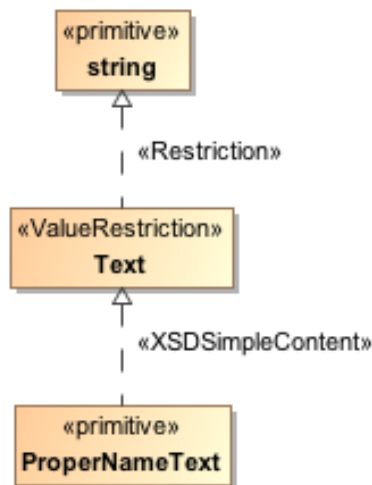 «primitive»
string
«Restriction»
«ValueRestriction»
Text
«XSDSimpleContent»
«primitive»
ProperNameText